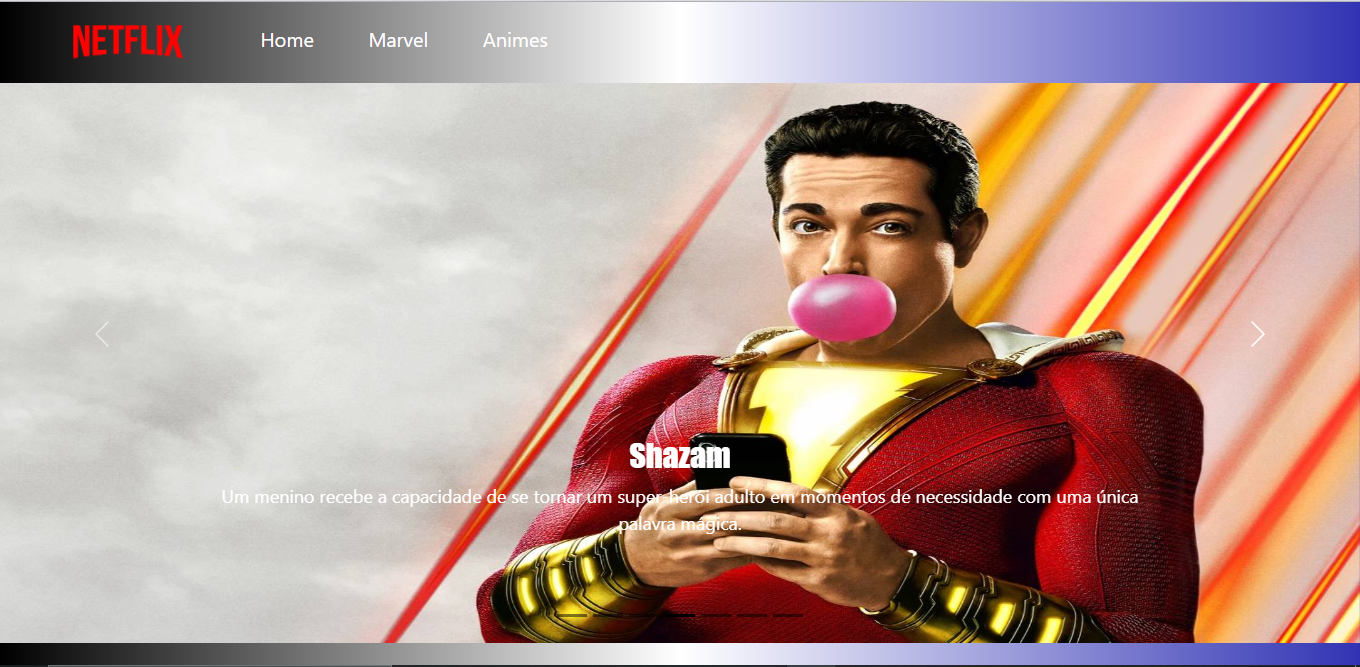 NETFLIX
Home
Marvel
Animes
Shazam
Um menino recebe a capacidade de se tornar um super-herói adulto em momentos de necessidade com uma única
palavra mágica.